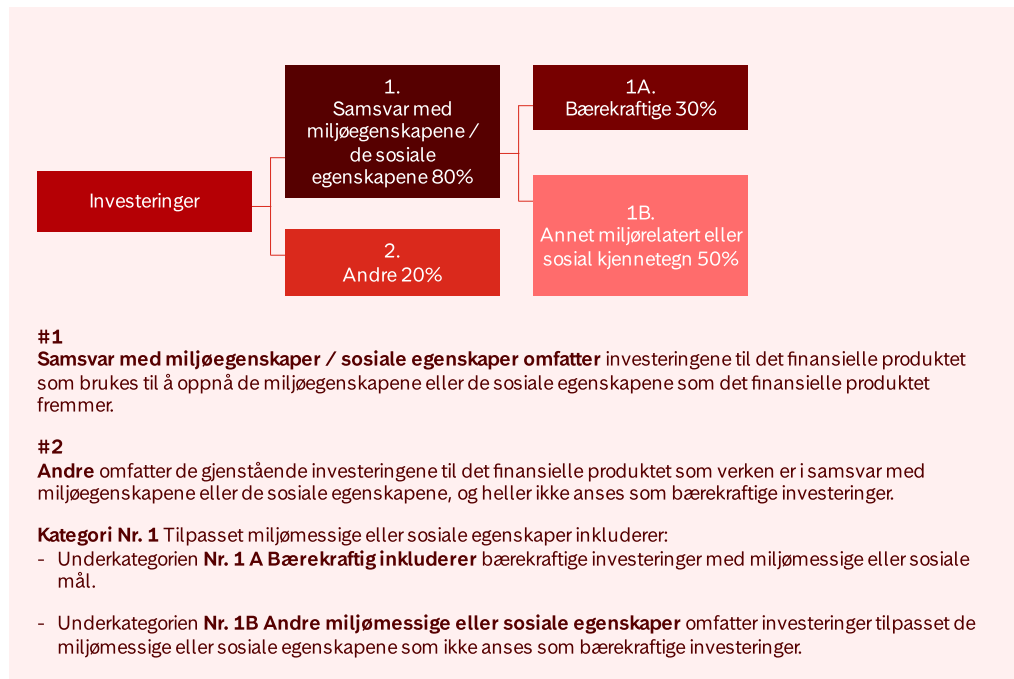 Investeringer
1.
Samsvar med
miljøegenskapene /
de sosiale
egenskapene 80%
2.
Andre 20%
1A.
Bærekraftige 30%
1B.
Annet miljørelatert eller
sosial kjennetegn 50%
#1
Samsvar med miljøegenskaper / sosiale egenskaper omfatter investeringene til det finansielle produktet
som brukes til å oppnå de miljøegenskapene eller de sosiale egenskapene som det finansielle produktet
fremmer.
#2
Andre omfatter de gjenstående investeringene til det finansielle produktet som verken er i samsvar med
miljøegenskapene eller de sosiale egenskapene, og heller ikke anses som bærekraftige investeringer.
Kategori Nr. 1 Tilpasset miljømessige eller sosiale egenskaper inkluderer:
- Underkategorien Nr. 1 A Bærekraftig inkluderer bærekraftige investeringer med miljømessige eller sosiale
mål.
- Underkategorien Nr. 1B Andre miljømessige eller sosiale egenskaper omfatter investeringer tilpasset de
miljømessige eller sosiale egenskapene som ikke anses som bærekraftige investeringer.